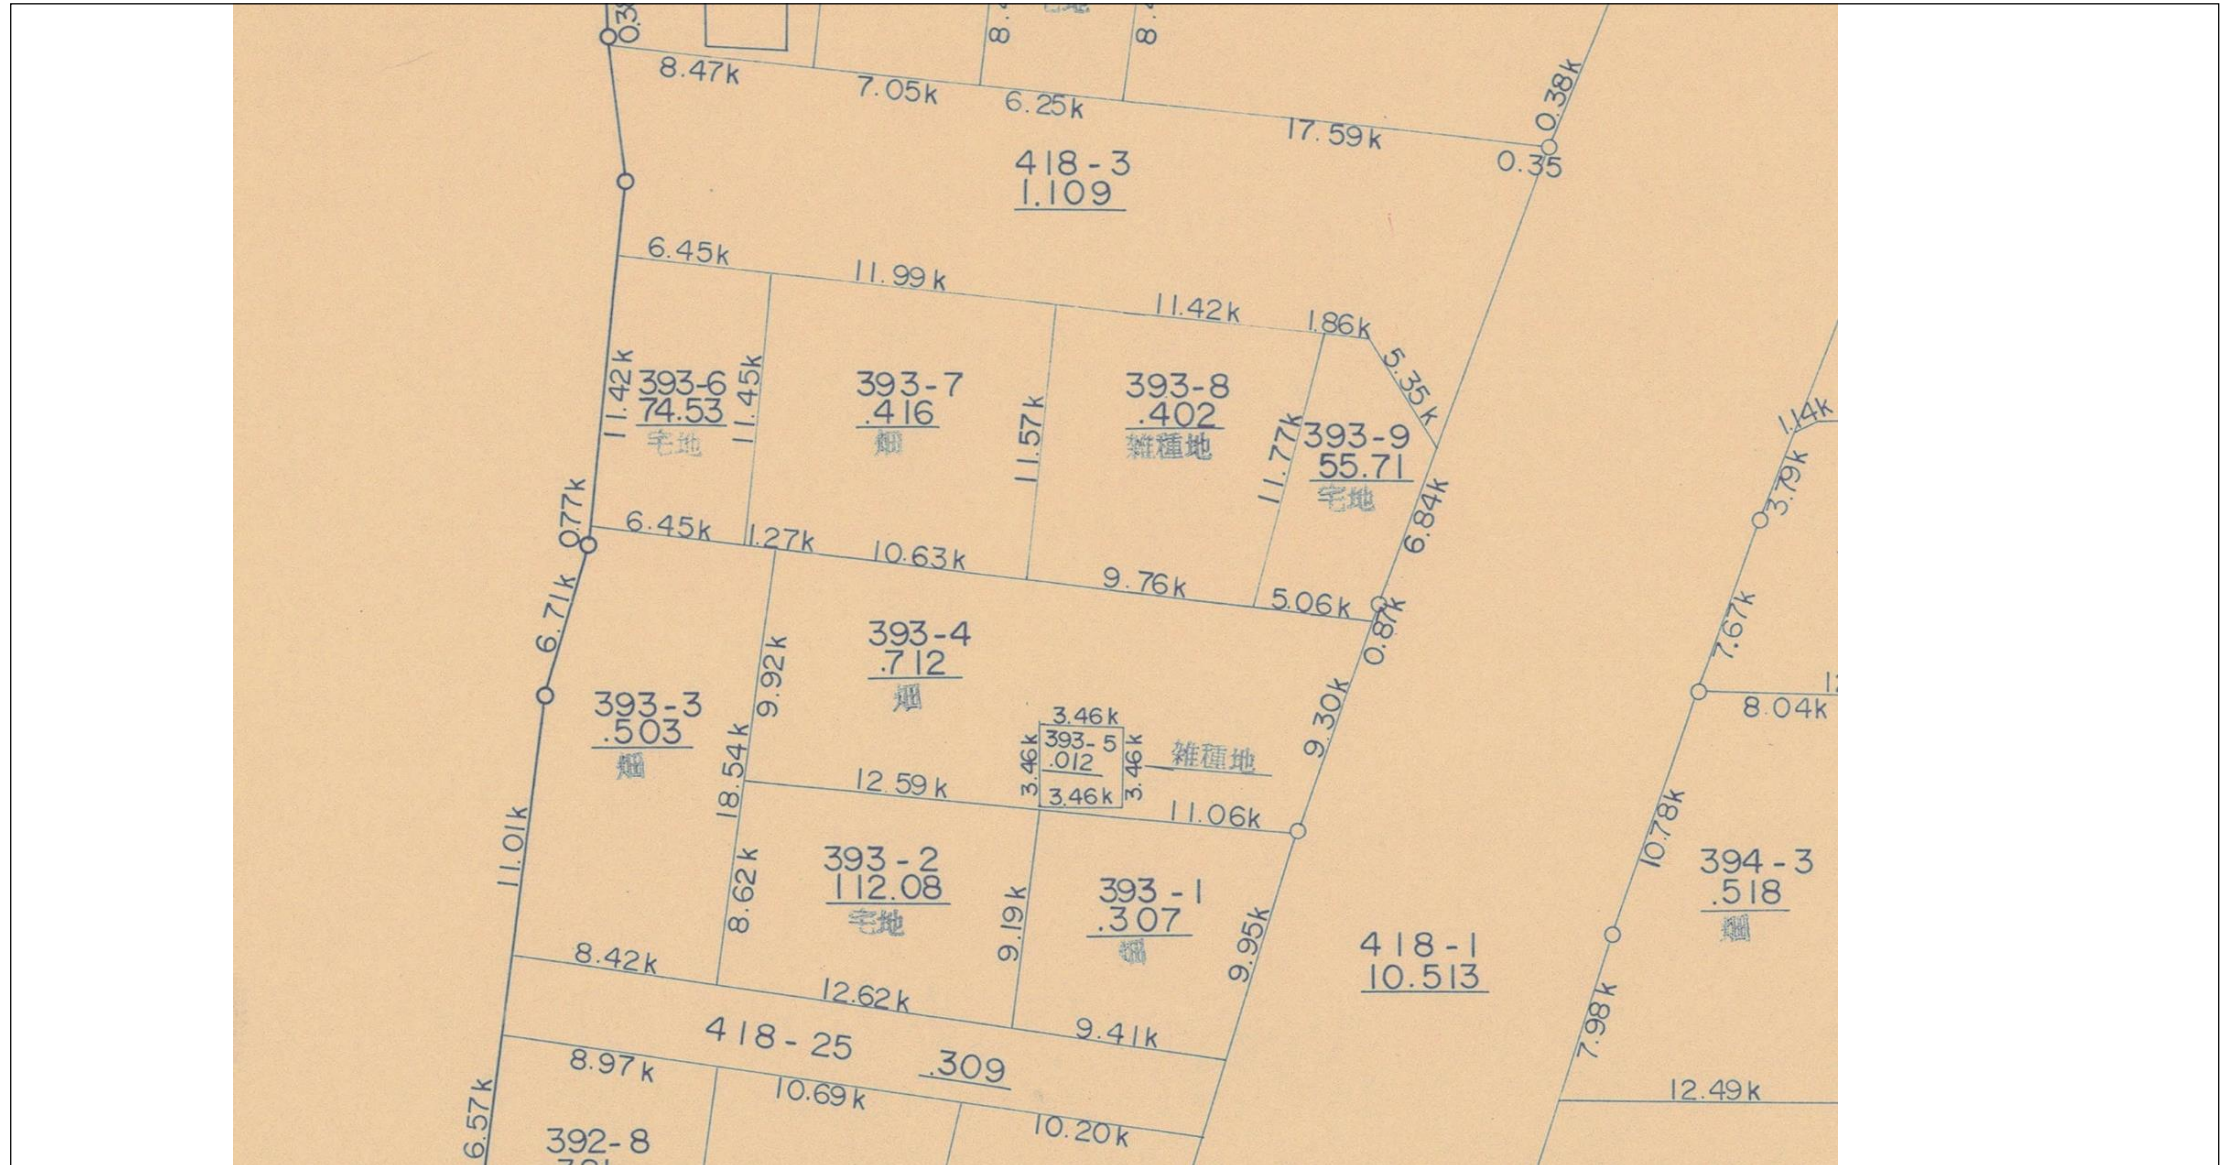 8.47k
7.05k
6.25k
17.59k
0.38k
0.35
418-3
1.109
6.45k
11.99k
11.42k
1.86k
5.35k
11.42k
393-6
74.53
宅地
11.45k
393-7
.416
畑
11.57k
393-8
.402
雑種地
11.77k
393-9
55.71
宅地
6.84k
1.14k
3.79k
0.77k
6.45k
1.27k
10.63k
9.76k
5.06k
0.87k
6.71k
393-4
.712
畑
9.92k
9.30k
7.67k
8.04k
393-3
.503
畑
18.54k
3.46k
3.46k
393-5
.012
3.46k
3.46k
雑種地
12.59k
11.06k
11.01k
393-2
112.08
宅地
8.62k
9.19k
393-1
.307
畑
9.95k
418-1
10.513
10.78k
394-3
.518
畑
7.98k
8.42k
12.62k
9.41k
418-25
.309
8.97k
10.69k
10.20k
12.49k
6.57k
392-8